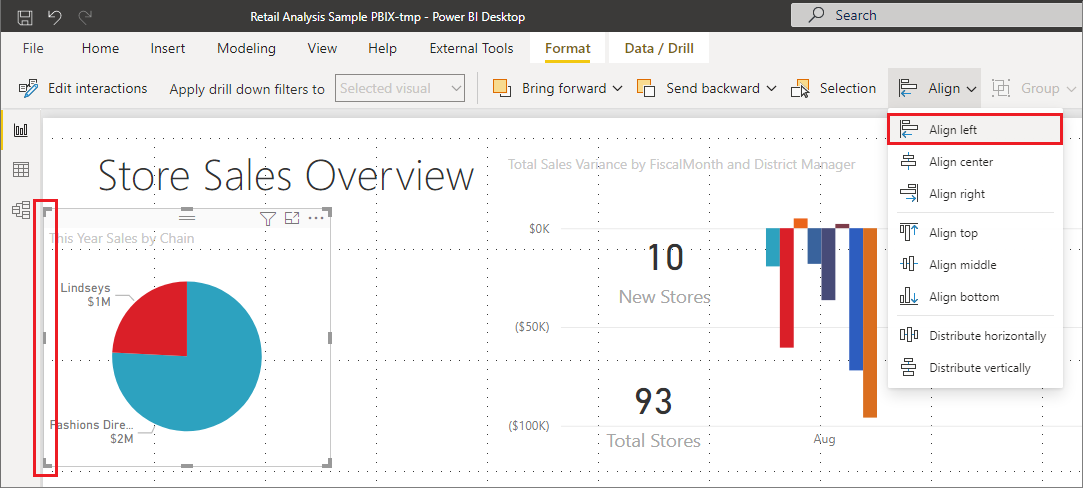 Retail Analysis Sample PBIX-tmp - Power BI Desktop
Search
File Home Insert Modeling View Help External Tools Format Data / Drill
Edit interactions Apply drill down filters to Selected visual Bring forward Send backward Selection Align Group
Align left
Align center
Align right
Align top
Align middle
Align bottom
Distribute horizontally
Distribute vertically
Store Sales Overview
This Year Sales by Chain
Lindseys
$1M
Fashions Dire...
$2M
Total Sales Variance by FiscalMonth and District Manager
$0K
($50K)
($100K)
Aug
10
New Stores
93
Total Stores